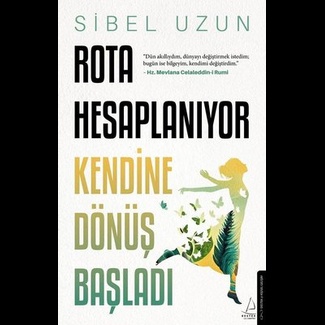 SİBEL UZUN
"Dün akıllıydım, dünyayı değiştirmek istedim;
bugün ise bilgeyim, kendimi değiştirdim."
- Hz. Mevlana Celaleddin-i Rumi
ROTA
HESAPLANIYOR
KENDİNE
DÖNÜŞ
BAŞLADI
DESTEK